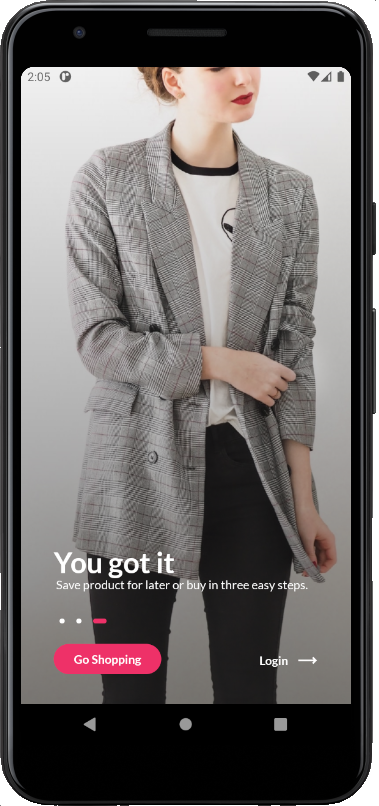 2:05
You got it
Save product for later or buy in three easy steps.
Go Shopping
Login